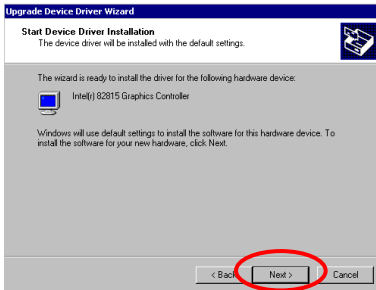 Upgrade Device Driver Wizard
Start Device Driver Installation
The device driver will be installed with the default settings.
The wizard is ready to install the driver for the following hardware device:
Intel(r) 82815 Graphics Controller
Windows will use default settings to install the software for this hardware device. To
install the software for your new hardware, click Next.
< Back
Next >
Cancel